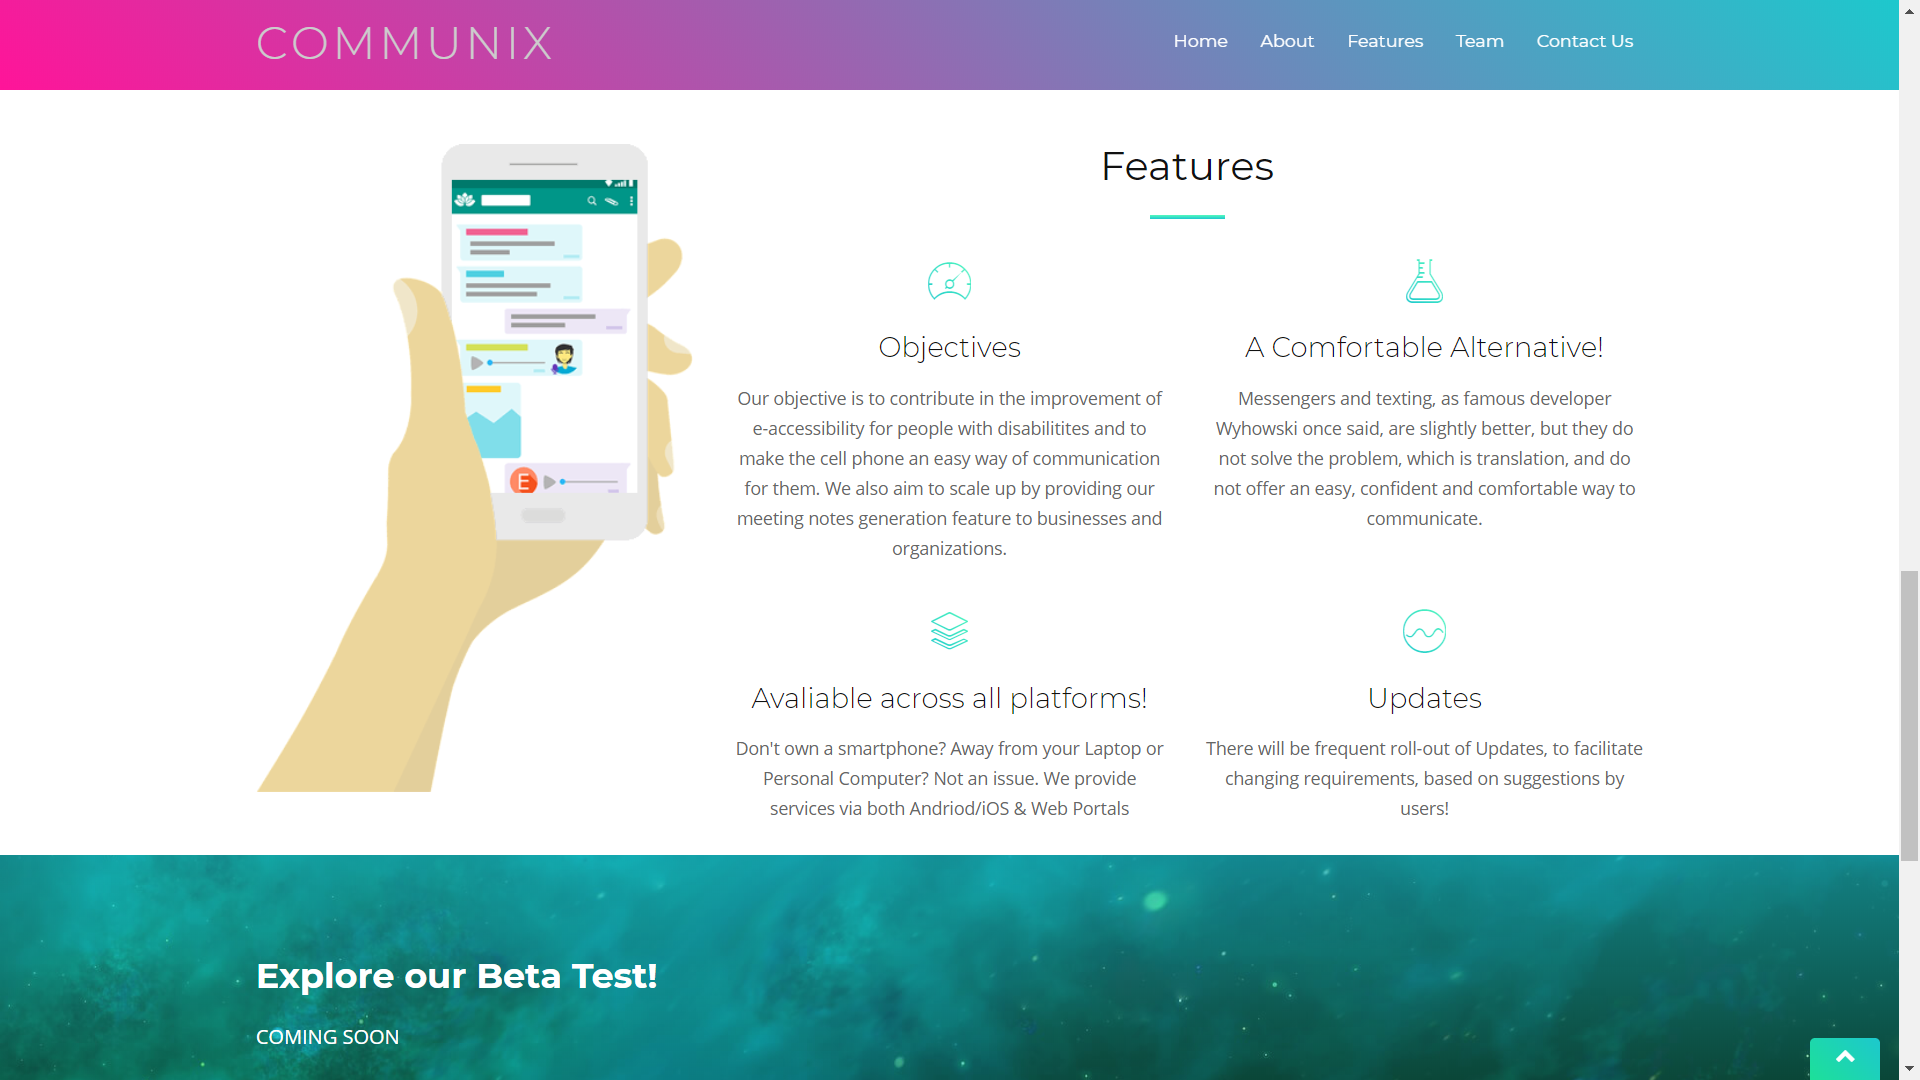 COMMUNIX
Home About Features Team Contact Us
Features
Objectives
Our objective is to contribute in the improvement of
e-accessibility for people with disabilitites and to
make the cell phone an easy way of communication
for them. We also aim to scale up by providing our
meeting notes generation feature to businesses and
organizations.
A Comfortable Alternative!
Messengers and texting, as famous developer
Wyhowski once said, are slightly better, but they do
not solve the problem, which is translation, and do
not offer an easy, confident and comfortable way to
communicate.
E
Avaliable across all platforms!
Don't own a smartphone? Away from your Laptop or
Personal Computer? Not an issue. We provide
services via both Andriod/iOS & Web Portals
Updates
There will be frequent roll-out of Updates, to facilitate
changing requirements, based on suggestions by
users!
Explore our Beta Test!
COMING SOON